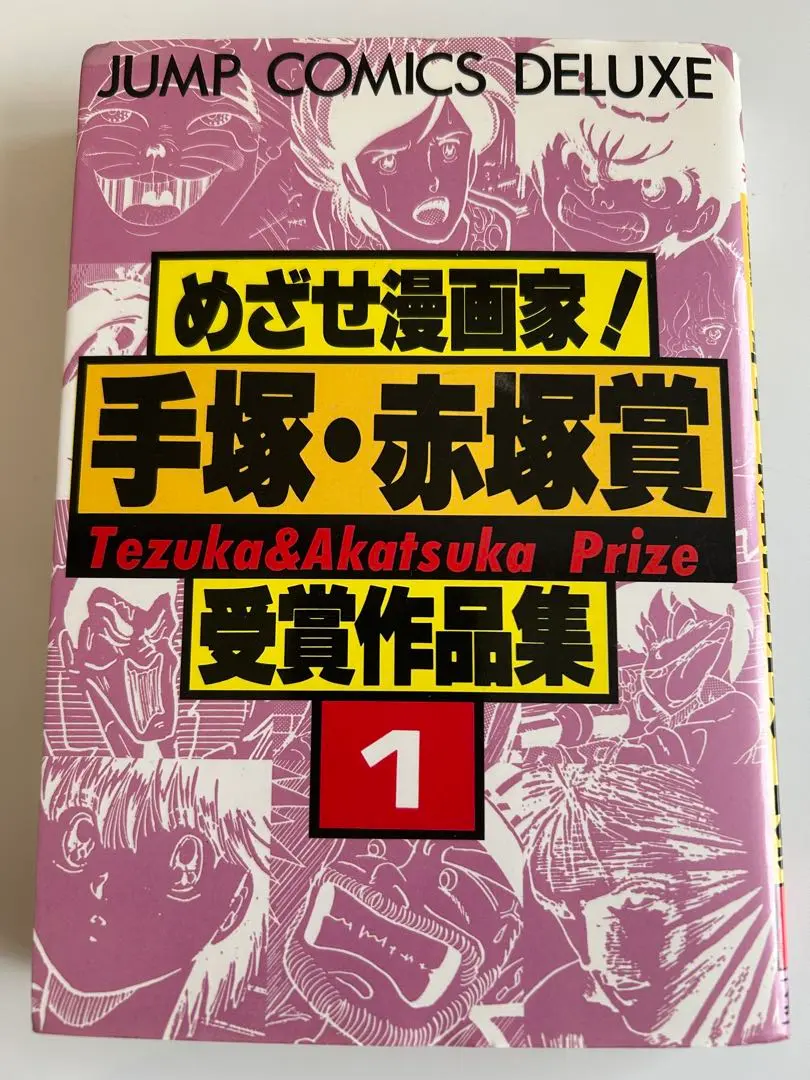 JUMP COMICS DELUXE
めざせ漫画家!
手塚・赤塚賞
Tezuka&Akatsuka Prize
受賞作品集
1